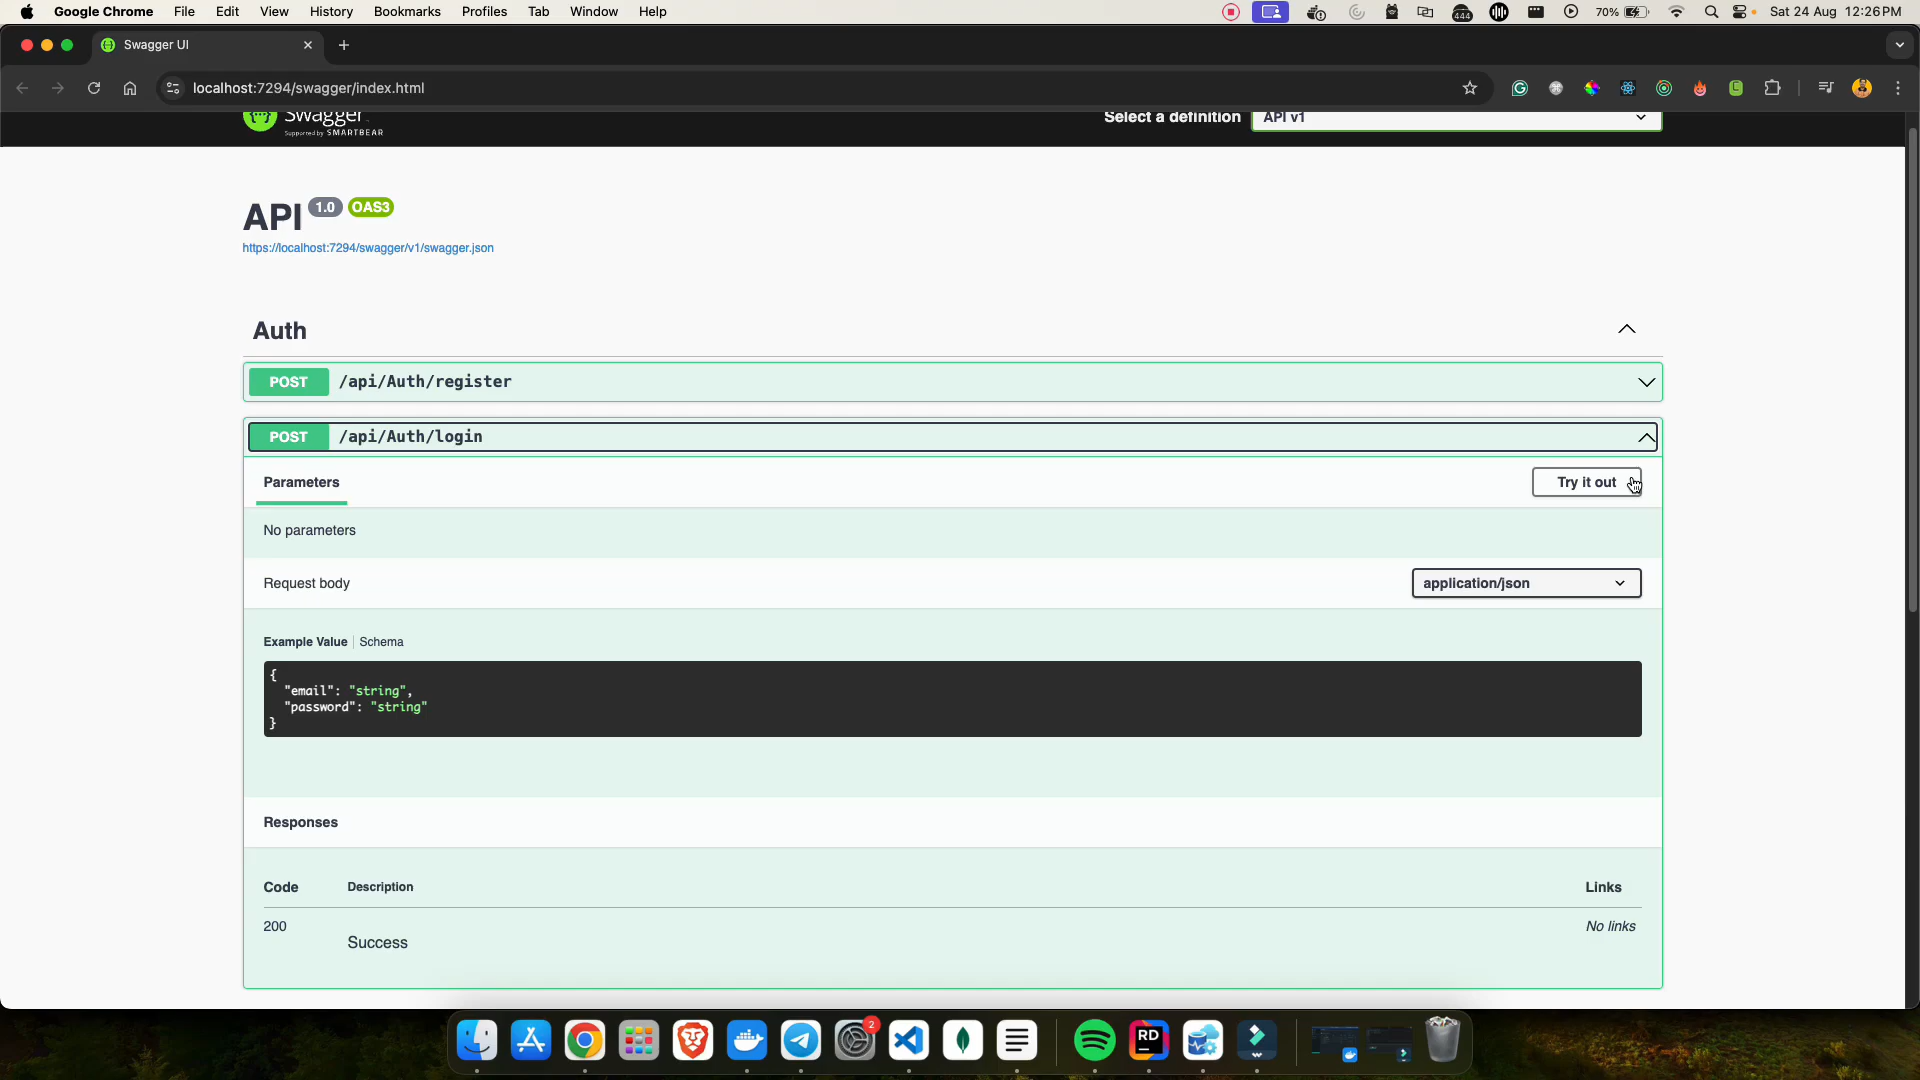 Google Chrome File Edit View History Bookmarks Profiles Tab Window Help 444 70% Sat 24 Aug 12:26 PM
Swagger UI
localhost:7294/swagger/index.html
Swagger
Supported by SMARTBEAR
Select a definition API v1
API 1.0 OAS3
https://localhost:7294/swagger/v1/swagger.json
Auth
POST /api/Auth/register
POST /api/Auth/login
Parameters
Try it out
No parameters
Request body
application/json
Example Value | Schema
{
"email": "string",
"password": "string"
}
Responses
Code Description Links
200 Success No links
2
RD